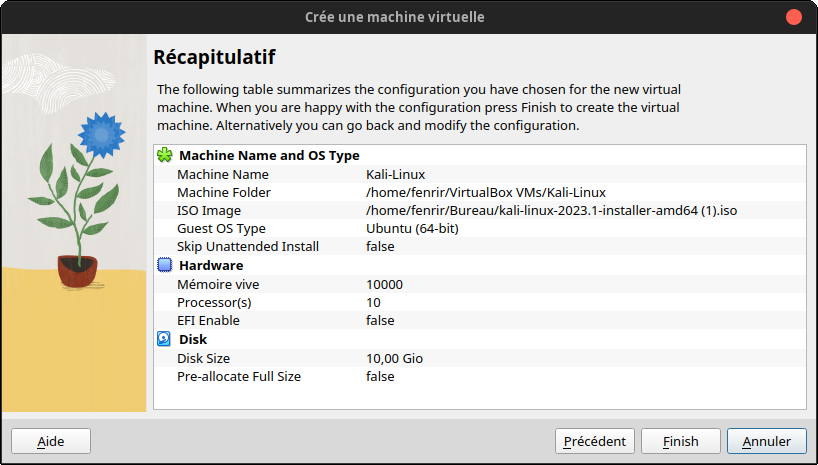 Crée une machine virtuelle
Récapitulatif
The following table summarizes the configuration you have chosen for the new virtual
machine. When you are happy with the configuration press Finish to create the virtual
machine. Alternatively you can go back and modify the configuration.
Machine Name and OS Type
Machine Name Kali-Linux
Machine Folder /home/fenrir/VirtualBox VMs/Kali-Linux
ISO Image /home/fenrir/Bureau/kali-linux-2023.1-installer-amd64 (1).iso
Guest OS Type Ubuntu (64-bit)
Skip Unattended Install false
Hardware
Mémoire vive 10000
Processor(s) 10
EFI Enable false
Disk
Disk Size 10,00 Gio
Pre-allocate Full Size false
Aide Précédent Finish Annuler